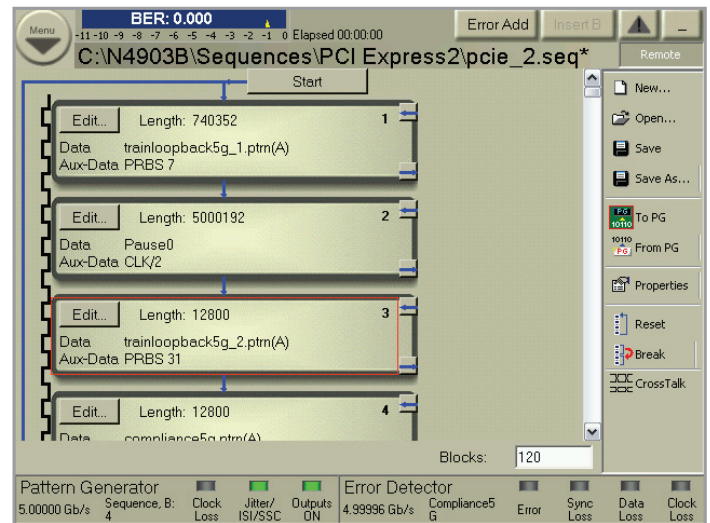 Menu
BER: 0.000
-11 -10 -9 -8 -7 -6 -5 -4 -3 -2 -1 0 Elapsed 00:00:00
Error Add
Insert B
C:\N4903B\Sequences\PCI Express2\pcie_2.seq*
Remote
Start
Edit... Length: 740352 1
Data trainloopback5g_1.ptrn(A)
Aux-Data PRBS 7
Edit... Length: 5000192 2
Data Pause0
Aux-Data CLK/2
Edit... Length: 12800 3
Data trainloopback5g_2.ptrn(A)
Aux-Data PRBS 31
Edit... Length: 12800 4
Data compliance5g.ptrn(A)
Blocks: 120
New...
Open...
Save
Save As...
PG 10110 To PG
10110 PG From PG
Properties
Reset
Break
CrossTalk
Pattern Generator
5.00000 Gb/s Sequence, B: 4
Clock Loss
Jitter/ ISI/SSC
Outputs ON
Error Detector
4.99996 Gb/s Compliance5 G
Error
Sync Loss
Data Loss
Clock Loss